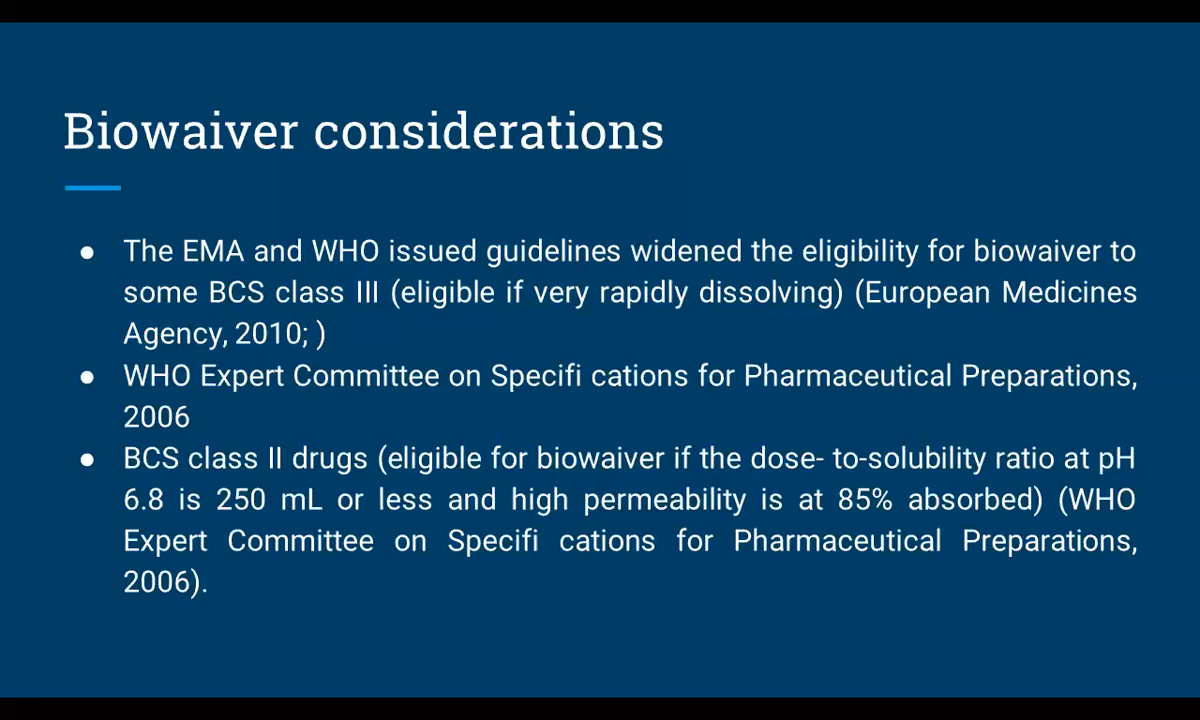 Biowaiver considerations
● The EMA and WHO issued guidelines widened the eligibility for biowaiver to
some BCS class III (eligible if very rapidly dissolving) (European Medicines
Agency, 2010; )
● WHO Expert Committee on Specifi cations for Pharmaceutical Preparations,
2006
● BCS class II drugs (eligible for biowaiver if the dose- to-solubility ratio at pH
6.8 is 250 mL or less and high permeability is at 85% absorbed) (WHO
Expert Committee on Specifi cations for Pharmaceutical Preparations,
2006).